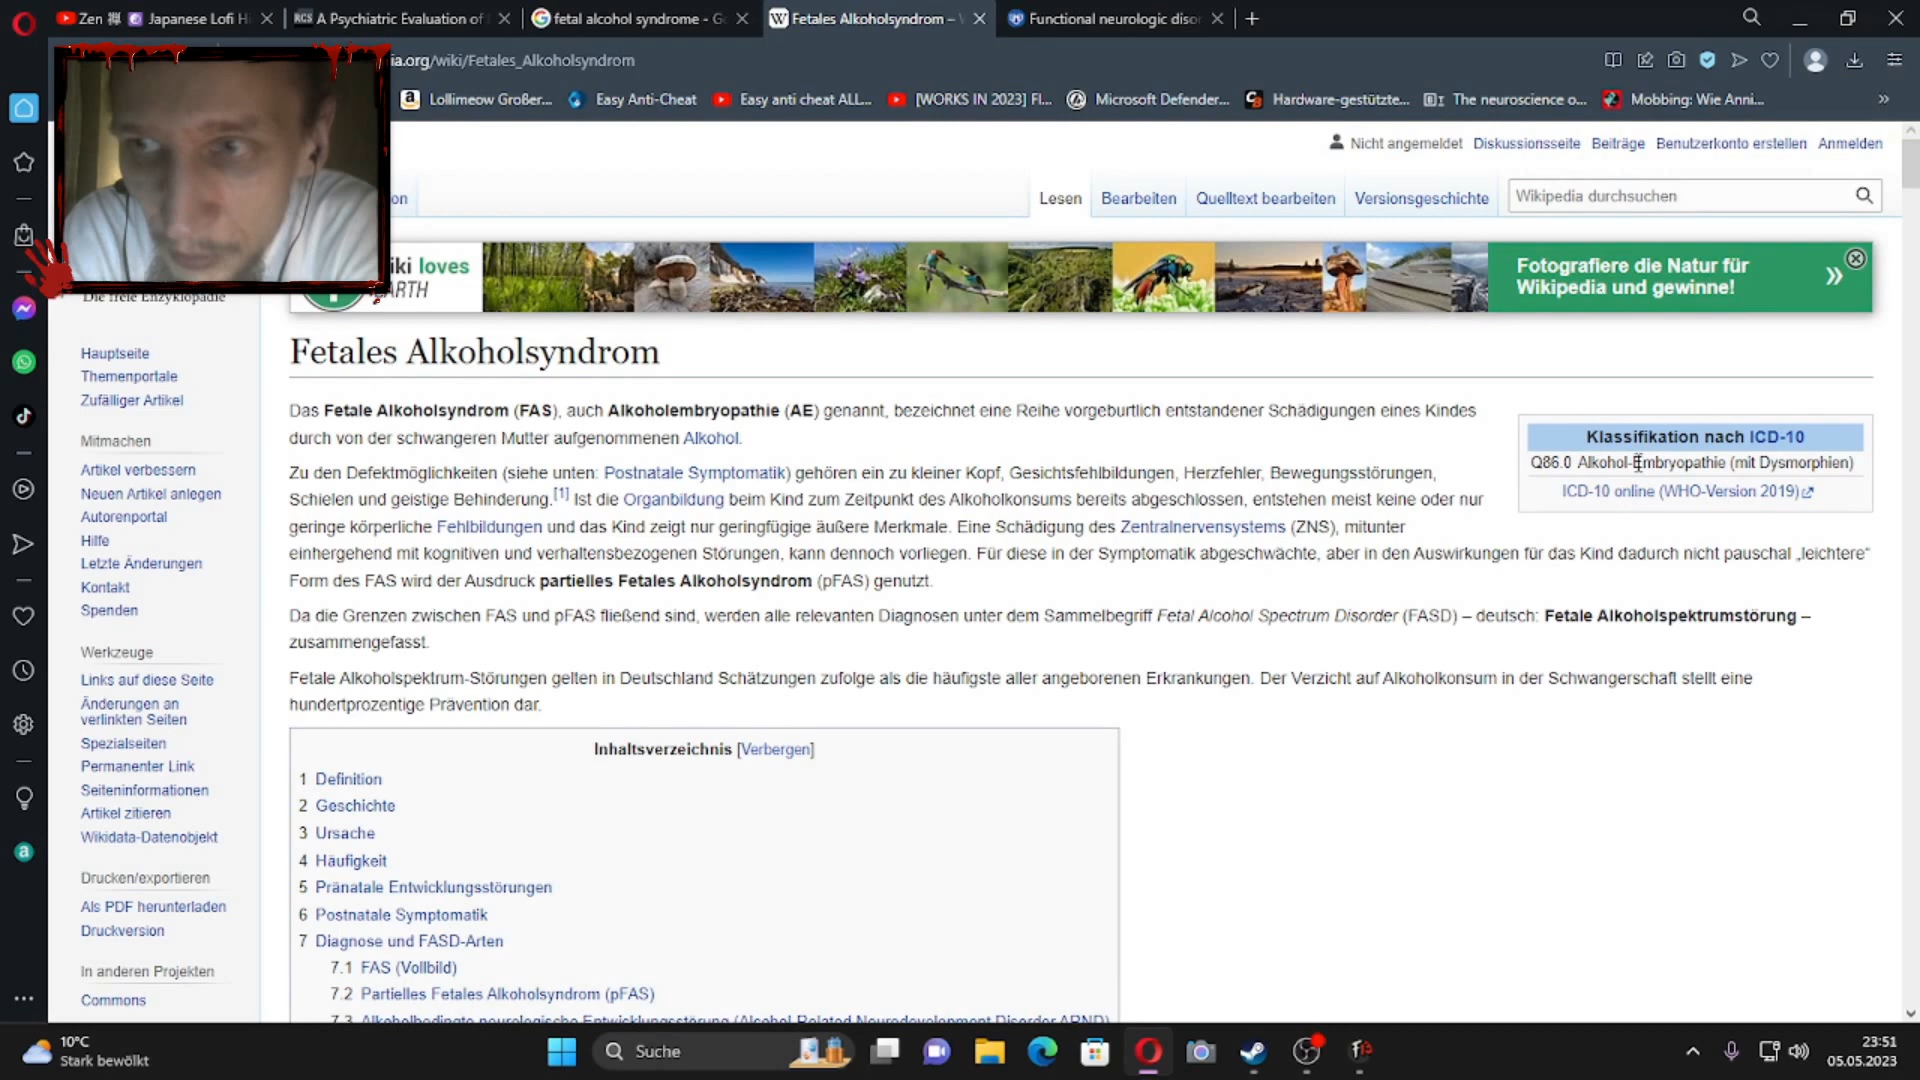 Zen 禅 Japanese Lofi Hi
A Psychiatric Evaluation of
fetal alcohol syndrome - G
Fetales Alkoholsyndrom –
Functional neurologic disor
ia.org/wiki/Fetales_Alkoholsyndrom
Lollimeow Großer...
Easy Anti-Cheat
Easy anti cheat ALL...
[WORKS IN 2023] FI...
Microsoft Defender...
Hardware-gestützte...
The neuroscience o...
Mobbing: Wie Anni...
Nicht angemeldet Diskussionsseite Beiträge Benutzerkonto erstellen Anmelden
on
Lesen Bearbeiten Quelltext bearbeiten Versionsgeschichte
Wikipedia durchsuchen
iki loves
EARTH
Fotografiere die Natur für
Wikipedia und gewinne!
Die freie Enzyklopädie
Hauptseite
Themenportale
Zufälliger Artikel
Mitmachen
Artikel verbessern
Neuen Artikel anlegen
Autorenportal
Hilfe
Letzte Änderungen
Kontakt
Spenden
Werkzeuge
Links auf diese Seite
Änderungen an
verlinkten Seiten
Spezialseiten
Permanenter Link
Seiteninformationen
Artikel zitieren
Wikidata-Datenobjekt
Drucken/exportieren
Als PDF herunterladen
Druckversion
In anderen Projekten
Commons
Fetales Alkoholsyndrom
Das Fetale Alkoholsyndrom (FAS), auch Alkoholembryopathie (AE) genannt, bezeichnet eine Reihe vorgeburtlich entstandener Schädigungen eines Kindes
durch von der schwangeren Mutter aufgenommenen Alkohol.
Zu den Defektmöglichkeiten (siehe unten: Postnatale Symptomatik) gehören ein zu kleiner Kopf, Gesichtsfehlbildungen, Herzfehler, Bewegungsstörungen,
Schielen und geistige Behinderung.[1] Ist die Organbildung beim Kind zum Zeitpunkt des Alkoholkonsums bereits abgeschlossen, entstehen meist keine oder nur
geringe körperliche Fehlbildungen und das Kind zeigt nur geringfügige äußere Merkmale. Eine Schädigung des Zentralnervensystems (ZNS), mitunter
einhergehend mit kognitiven und verhaltensbezogenen Störungen, kann dennoch vorliegen. Für diese in der Symptomatik abgeschwächte, aber in den Auswirkungen für das Kind dadurch nicht pauschal „leichtere“
Form des FAS wird der Ausdruck partielles Fetales Alkoholsyndrom (pFAS) genutzt.
Da die Grenzen zwischen FAS und pFAS fließend sind, werden alle relevanten Diagnosen unter dem Sammelbegriff Fetal Alcohol Spectrum Disorder (FASD) – deutsch: Fetale Alkoholspektrumstörung –
zusammengefasst.
Fetale Alkoholspektrum-Störungen gelten in Deutschland Schätzungen zufolge als die häufigste aller angeborenen Erkrankungen. Der Verzicht auf Alkoholkonsum in der Schwangerschaft stellt eine
hundertprozentige Prävention dar.
Klassifikation nach ICD-10
Q86.0 Alkohol-Embryopathie (mit Dysmorphien)
ICD-10 online (WHO-Version 2019)
Inhaltsverzeichnis [Verbergen]
1 Definition
2 Geschichte
3 Ursache
4 Häufigkeit
5 Pränatale Entwicklungsstörungen
6 Postnatale Symptomatik
7 Diagnose und FASD-Arten
7.1 FAS (Vollbild)
7.2 Partielles Fetales Alkoholsyndrom (pFAS)
7.3 Alkoholbedingte neurologische Entwicklungsstörung (Alcohol Related Neurodevelopment Disorder ARND)
10°C
Stark bewölkt
Suche
23:51
05.05.2023